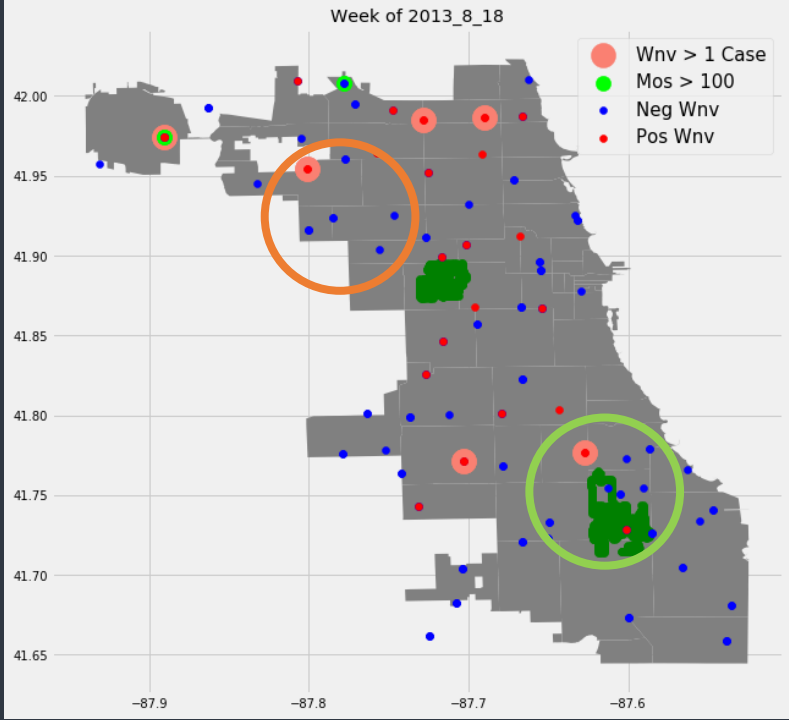 Week of 2013_8_18
Wnv > 1 Case
Mos > 100
Neg Wnv
Pos Wnv
42.00
41.95
41.90
41.85
41.80
41.75
41.70
41.65
−87.9 −87.8 −87.7 −87.6